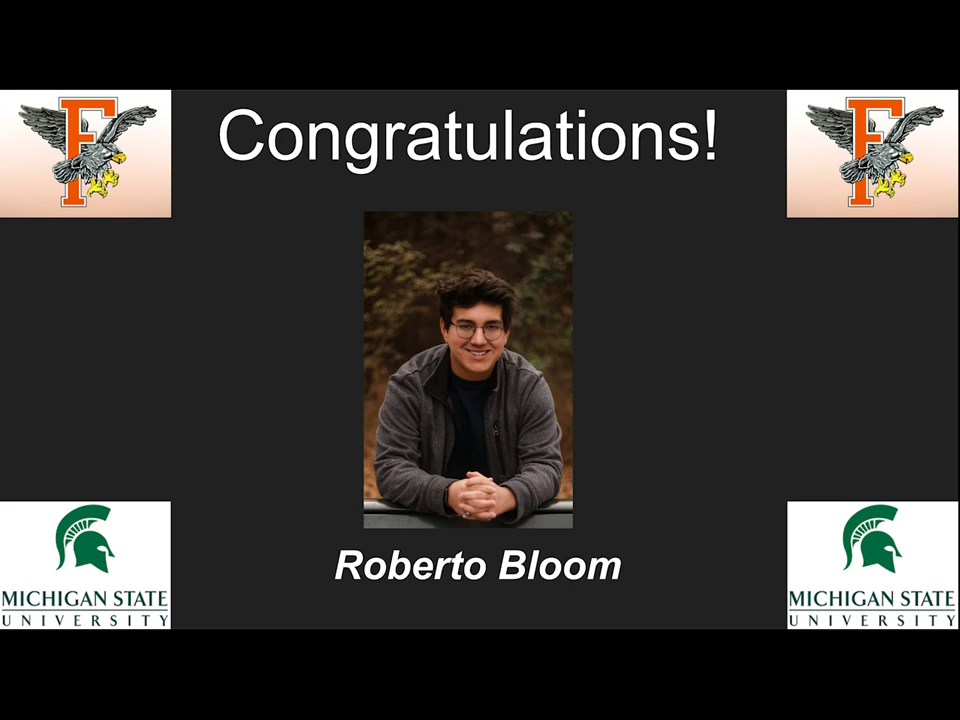 F
F
Congratulations!
Roberto Bloom
MICHIGAN STATE
UNIVERSITY
MICHIGAN STATE
UNIVERSITY